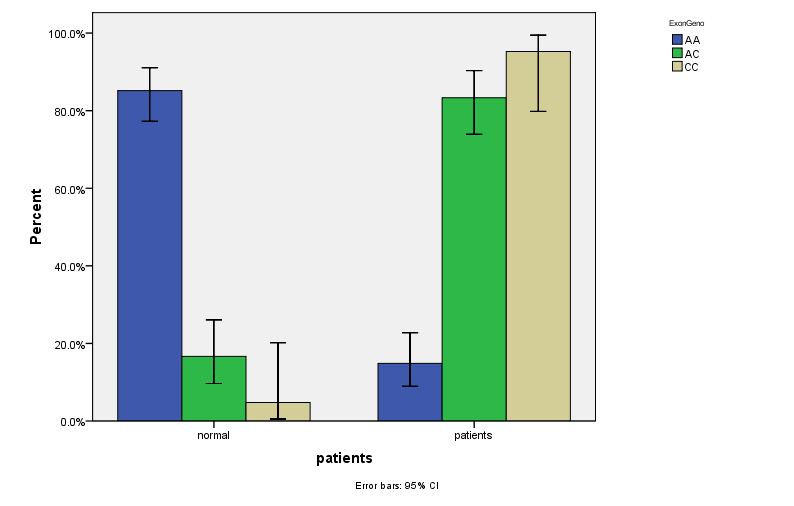 ExonGeno
AA
AC
CC
100.0%
80.0%
60.0%
40.0%
20.0%
0.0%
Percent
normal
patients
patients
Error bars: 95% CI